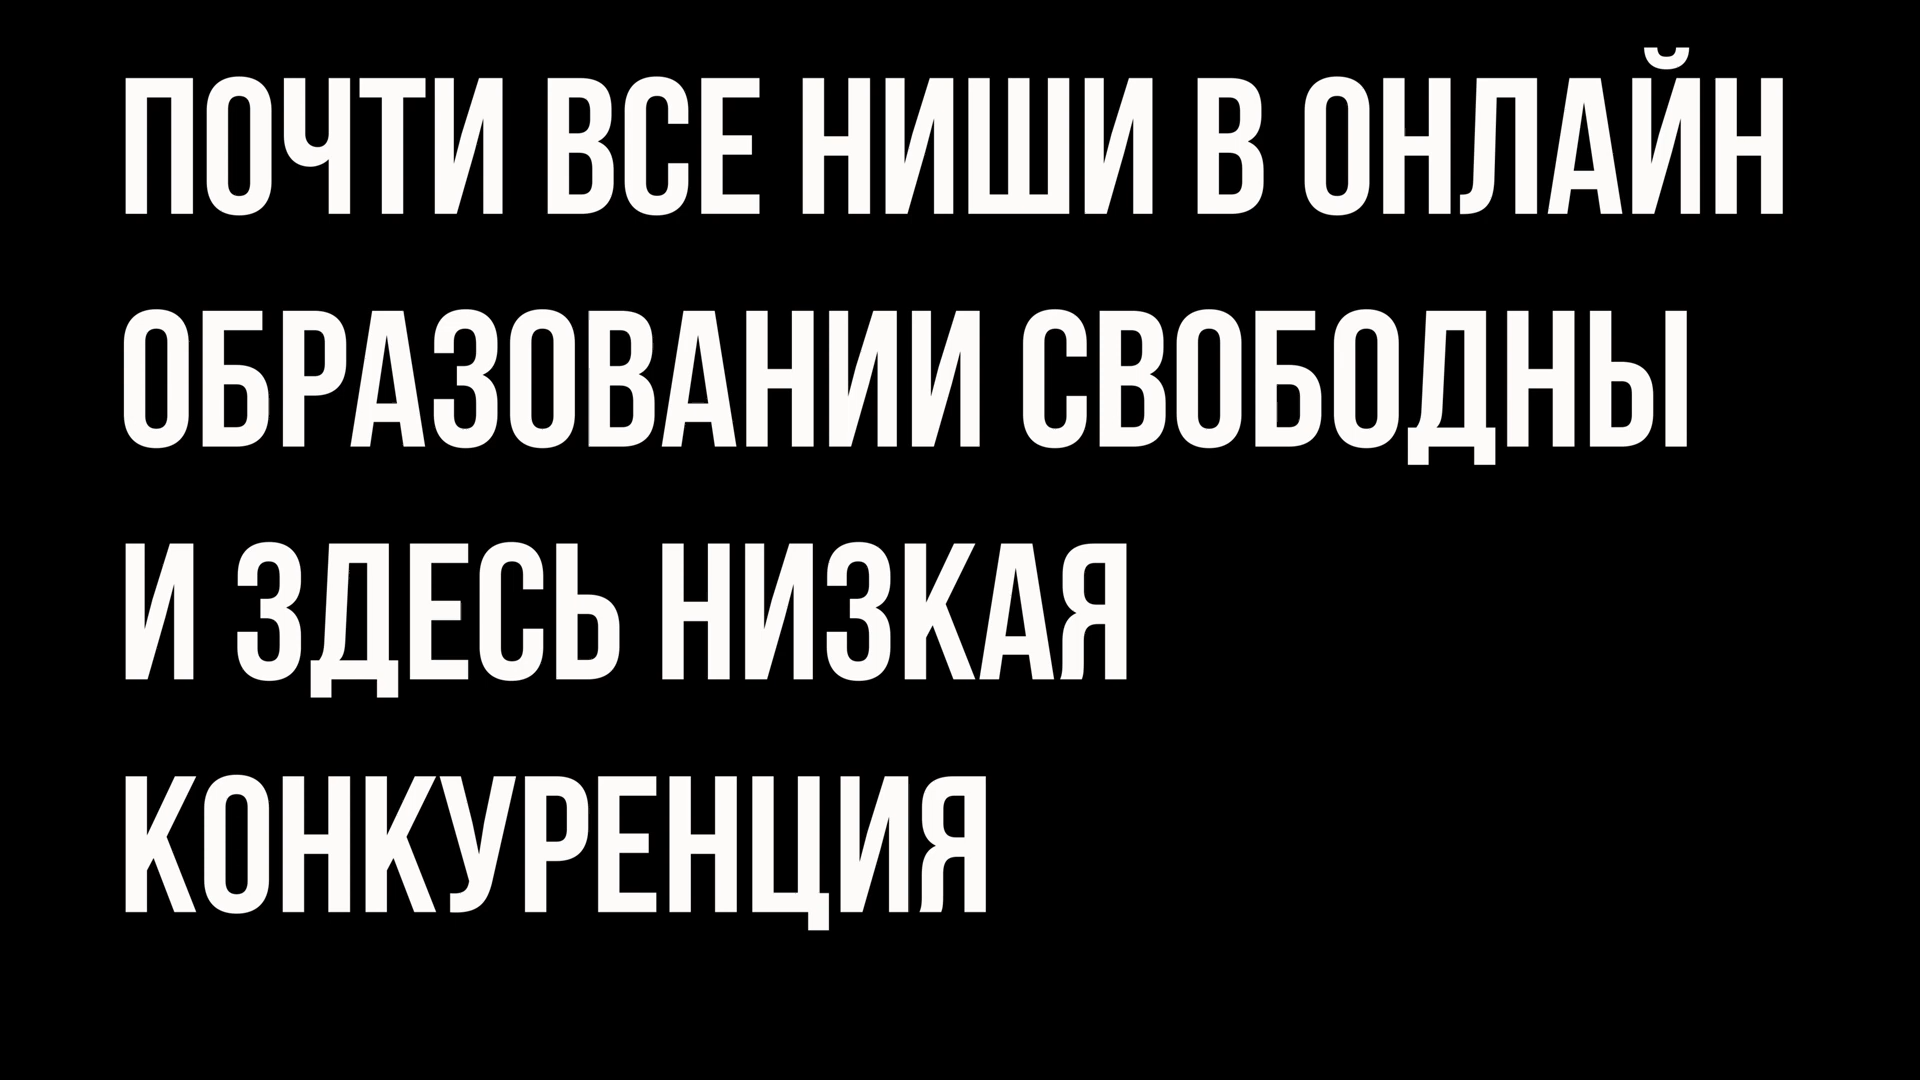 ПОЧТИ ВСЕ НИШИ В ОНЛАЙН
ОБРАЗОВАНИИ СВОБОДНЫ
И ЗДЕСЬ НИЗКАЯ
КОНКУРЕНЦИЯ